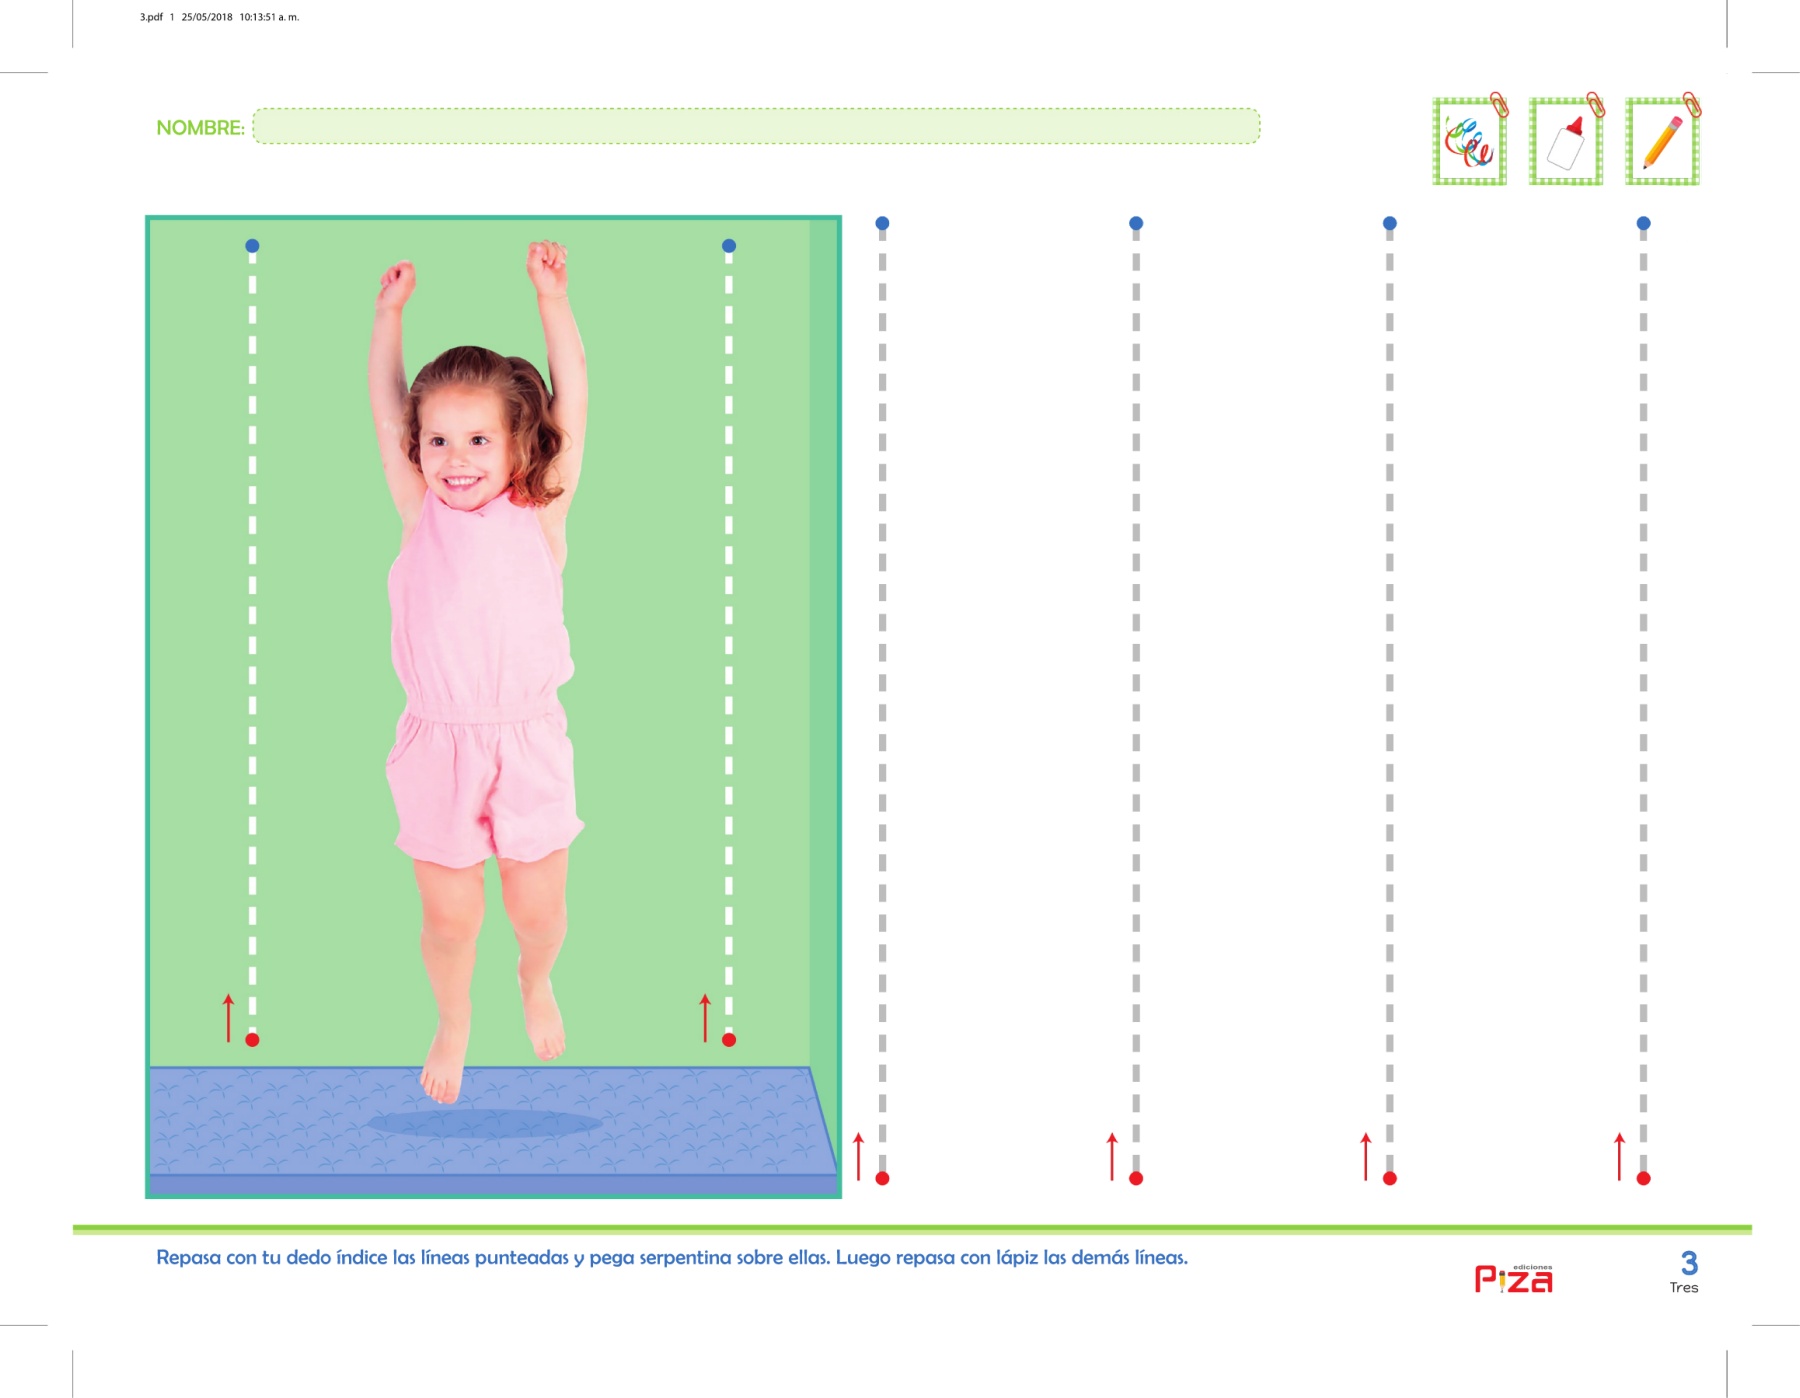 3.pdf 1 25/05/2018 10:13:51 a. m.
NOMBRE:
Repasa con tu dedo índice las líneas punteadas y pega serpentina sobre ellas. Luego repasa con lápiz las demás líneas.
ediciones
Piza
3
Tres